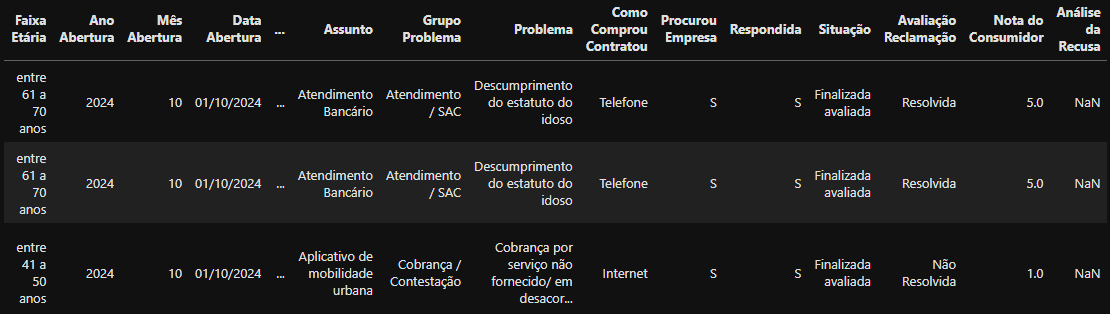 Faixa Etária Ano Abertura Mês Abertura Data Abertura ... Assunto Grupo Problema Problema Como Comprou Contratou Procurou Empresa Respondida Situação Avaliação Reclamação Nota do Consumidor Análise da Recusa
entre 61 a 70 anos 2024 10 01/10/2024 ... Atendimento Bancário Atendimento / SAC Descumprimento do estatuto do idoso Telefone S S Finalizada avaliada Resolvida 5.0 NaN
entre 61 a 70 anos 2024 10 01/10/2024 ... Atendimento Bancário Atendimento / SAC Descumprimento do estatuto do idoso Telefone S S Finalizada avaliada Resolvida 5.0 NaN
entre 41 a 50 anos 2024 10 01/10/2024 ... Aplicativo de mobilidade urbana Cobrança / Contestação Cobrança por serviço não fornecido/ em desacor... Internet S S Finalizada avaliada Não Resolvida 1.0 NaN